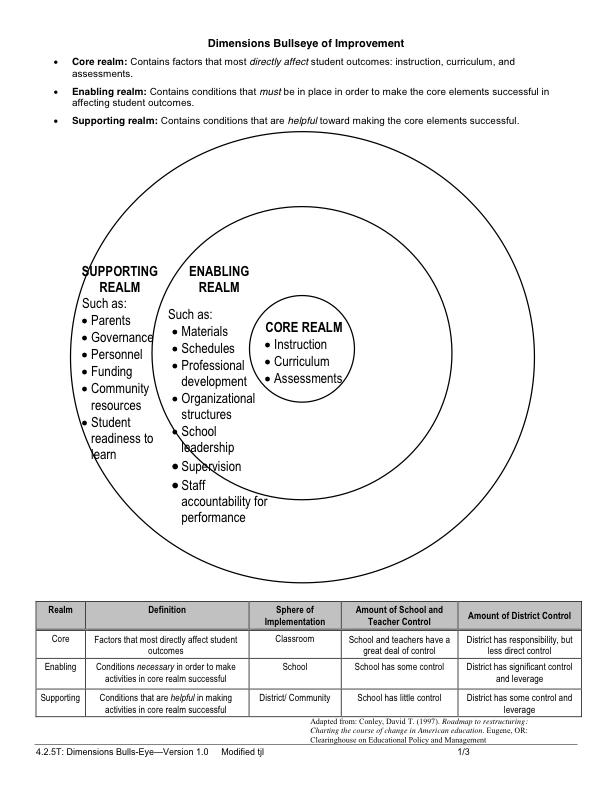 Dimensions Bullseye of Improvement
• Core realm: Contains factors that most directly affect student outcomes: instruction, curriculum, and
assessments.
• Enabling realm: Contains conditions that must be in place in order to make the core elements successful in
affecting student outcomes.
• Supporting realm: Contains conditions that are helpful toward making the core elements successful.
SUPPORTING
REALM
Such as:
• Parents
• Governance
• Personnel
• Funding
• Community
resources
• Student
readiness to
learn
ENABLING
REALM
Such as:
• Materials
• Schedules
• Professional
development
• Organizational
structures
• School
leadership
• Supervision
• Staff
accountability for
performance
CORE REALM
• Instruction
• Curriculum
• Assessments
Realm Definition Sphere of Implementation Amount of School and Teacher Control Amount of District Control
Core Factors that most directly affect student outcomes Classroom School and teachers have a great deal of control District has responsibility, but less direct control
Enabling Conditions necessary in order to make activities in core realm successful School School has some control District has significant control and leverage
Supporting Conditions that are helpful in making activities in core realm successful District/ Community School has little control District has some control and leverage
Adapted from: Conley, David T. (1997). Roadmap to restructuring:
Charting the course of change in American education. Eugene, OR:
Clearinghouse on Educational Policy and Management
4.2.5T: Dimensions Bulls-Eye—Version 1.0 Modified tjl 1/3